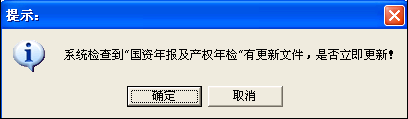 提示：
系统检查到“国资年报及产权年检”有更新文件，是否立即更新！
确定
取消